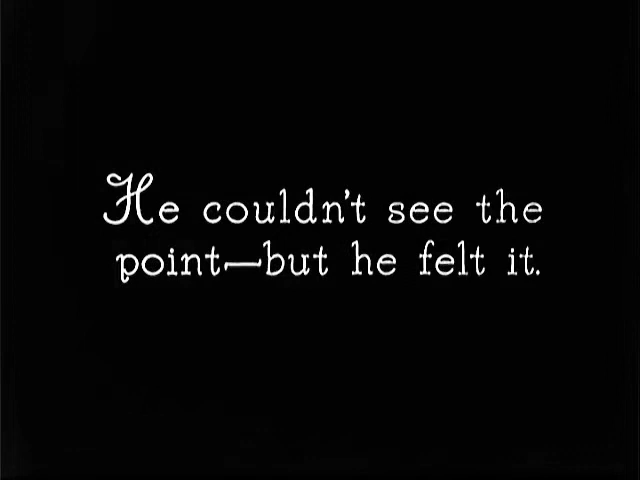 He couldn't see the
point—but he felt it.